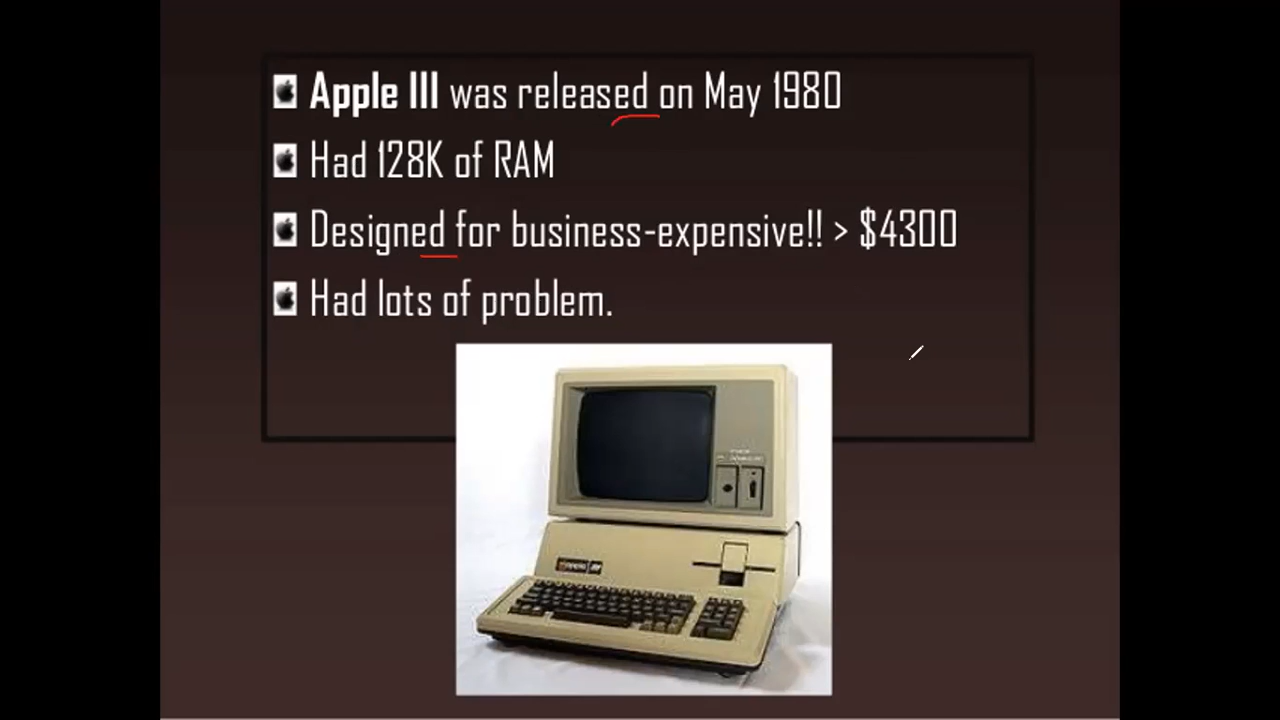 Apple III was released on May 1980
Had 128K of RAM
Designed for business-expensive!! > $4300
Had lots of problem.